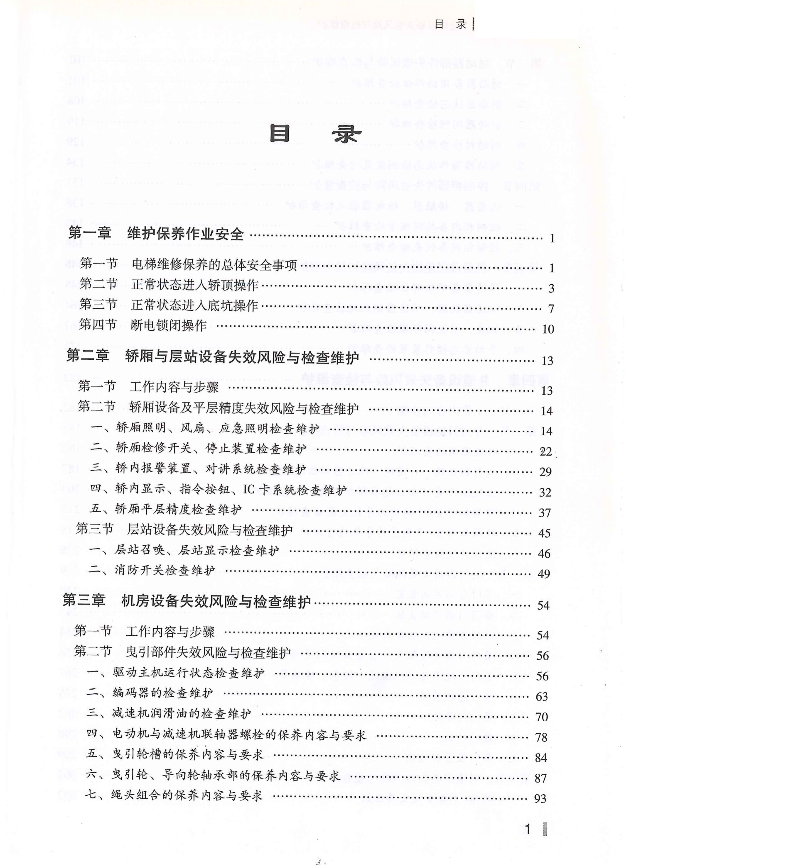 目 录
目 录
第一章 维护保养作业安全 …… 1
第一节 电梯维修保养的总体安全事项 …… 1
第二节 正常状态进入轿顶操作 …… 3
第三节 正常状态进入底坑操作 …… 7
第四节 断电锁闭操作 …… 10
第二章 轿厢与层站设备失效风险与检查维护 …… 13
第一节 工作内容与步骤 …… 13
第二节 轿厢设备及平层精度失效风险与检查维护 …… 14
一、轿厢照明、风扇、应急照明检查维护 …… 14
二、轿厢检修开关、停止装置检查维护 …… 22
三、轿内报警装置、对讲系统检查维护 …… 29
四、轿内显示、指令按钮、IC 卡系统检查维护 …… 32
五、轿厢平层精度检查维护 …… 37
第三节 层站设备失效风险与检查维护 …… 45
一、层站召唤、层站显示检查维护 …… 46
二、消防开关检查维护 …… 49
第三章 机房设备失效风险与检查维护 …… 54
第一节 工作内容与步骤 …… 54
第二节 曳引部件失效风险与检查维护 …… 56
一、驱动主机运行状态检查维护 …… 56
二、编码器的检查维护 …… 63
三、减速机润滑油的检查维护 …… 70
四、电动机与减速机联轴器螺栓的保养内容与要求 …… 78
五、曳引轮槽的保养内容与要求 …… 84
六、曳引轮、导向轮轴承部的保养内容与要求 …… 87
七、绳头组合的保养内容与要求 …… 93
1